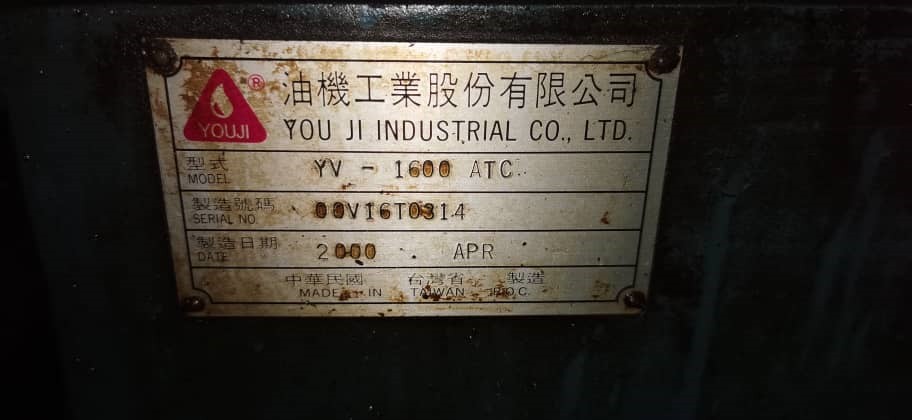 油機工業股份有限公司
YOUJI ®
YOU JI INDUSTRIAL CO., LTD.
型式 MODEL YV - 1600 ATC
製造號碼 SERIAL NO. 00V16T0314
製造日期 DATE 2000 . APR
中華民國 台灣省 製造
MADE IN TAIWAN R.O.C.